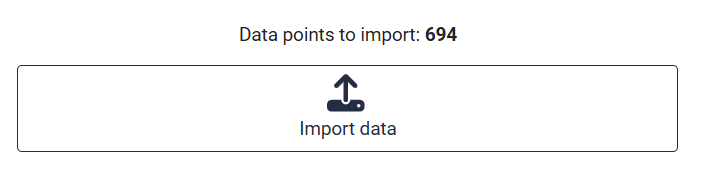 Data points to import: 694
Import data